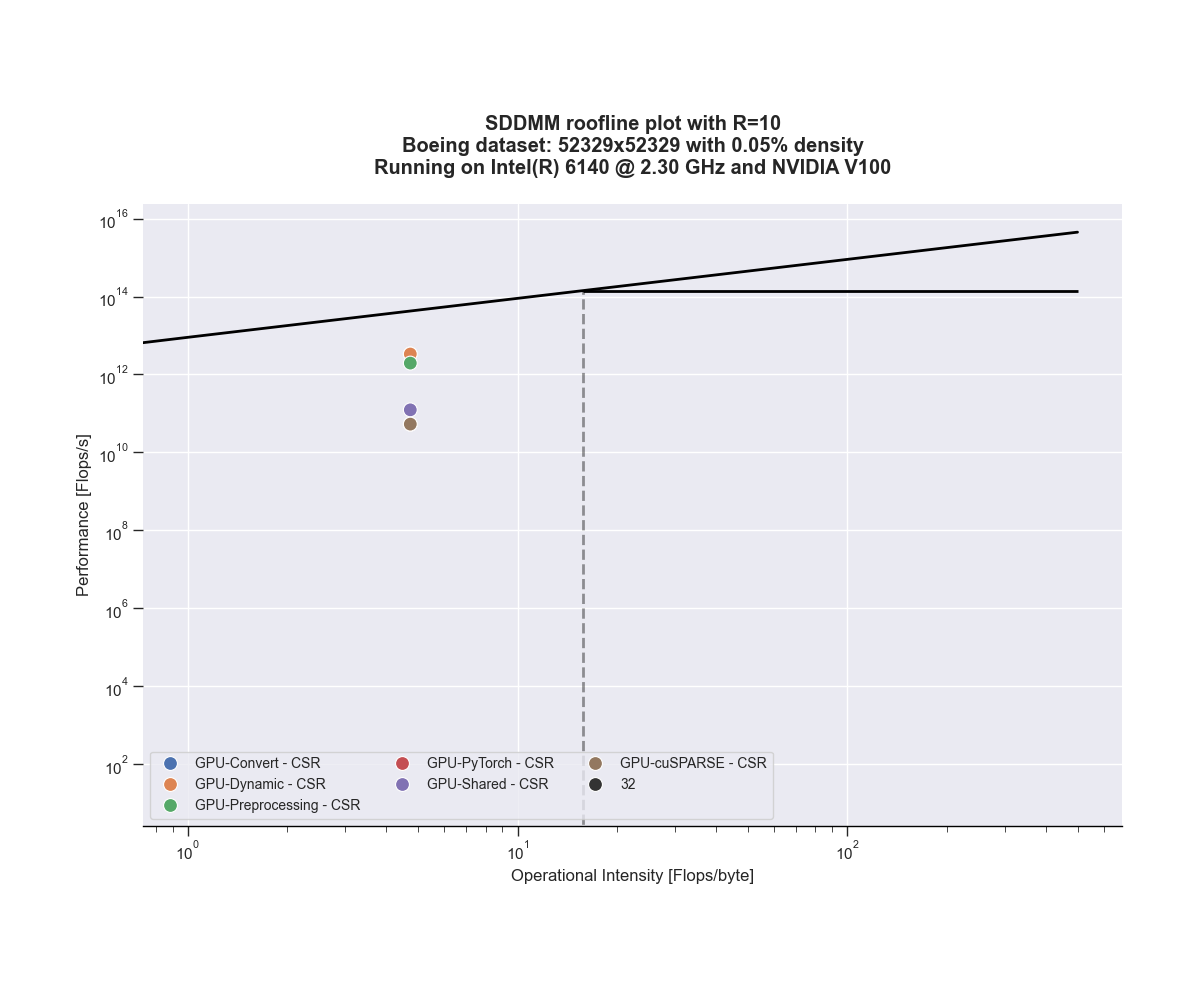 SDDMM roofline plot with R=10
Boeing dataset: 52329x52329 with 0.05% density
Running on Intel(R) 6140 @ 2.30 GHz and NVIDIA V100
Performance [Flops/s]
10^16
10^14
10^12
10^10
10^8
10^6
10^4
10^2
GPU-Convert - CSR
GPU-Dynamic - CSR
GPU-Preprocessing - CSR
GPU-PyTorch - CSR
GPU-Shared - CSR
GPU-cuSPARSE - CSR
32
10^0 10^1 10^2
Operational Intensity [Flops/byte]